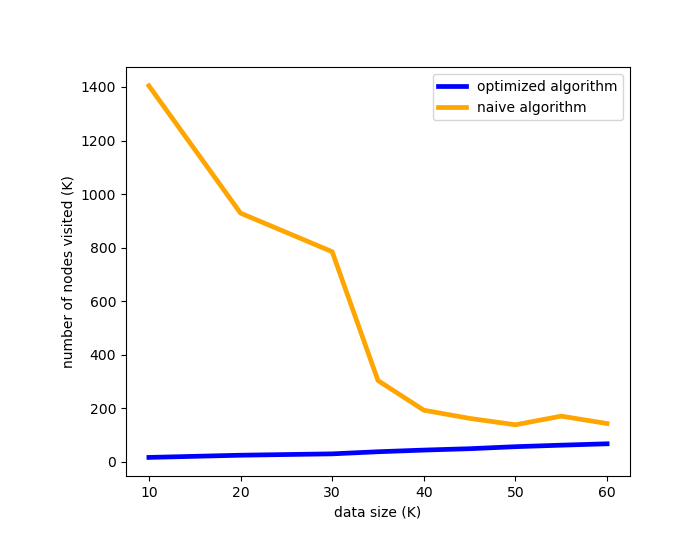 optimized algorithm
naive algorithm
1400
1200
1000
800
600
400
200
0
number of nodes visited (K)
10 20 30 40 50 60
data size (K)